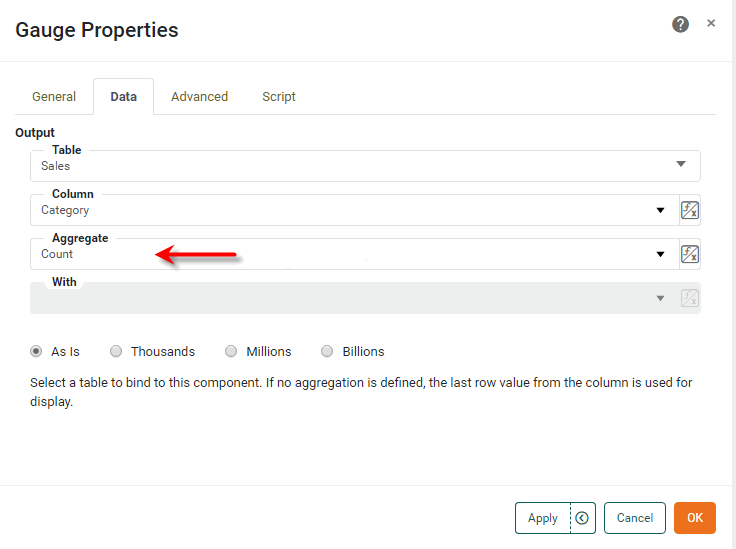 Gauge Properties
General Data Advanced Script
Output
Table
Sales
Column
Category
Aggregate
Count
With
As Is Thousands Millions Billions
Select a table to bind to this component. If no aggregation is defined, the last row value from the column is used for
display.
Apply Cancel OK